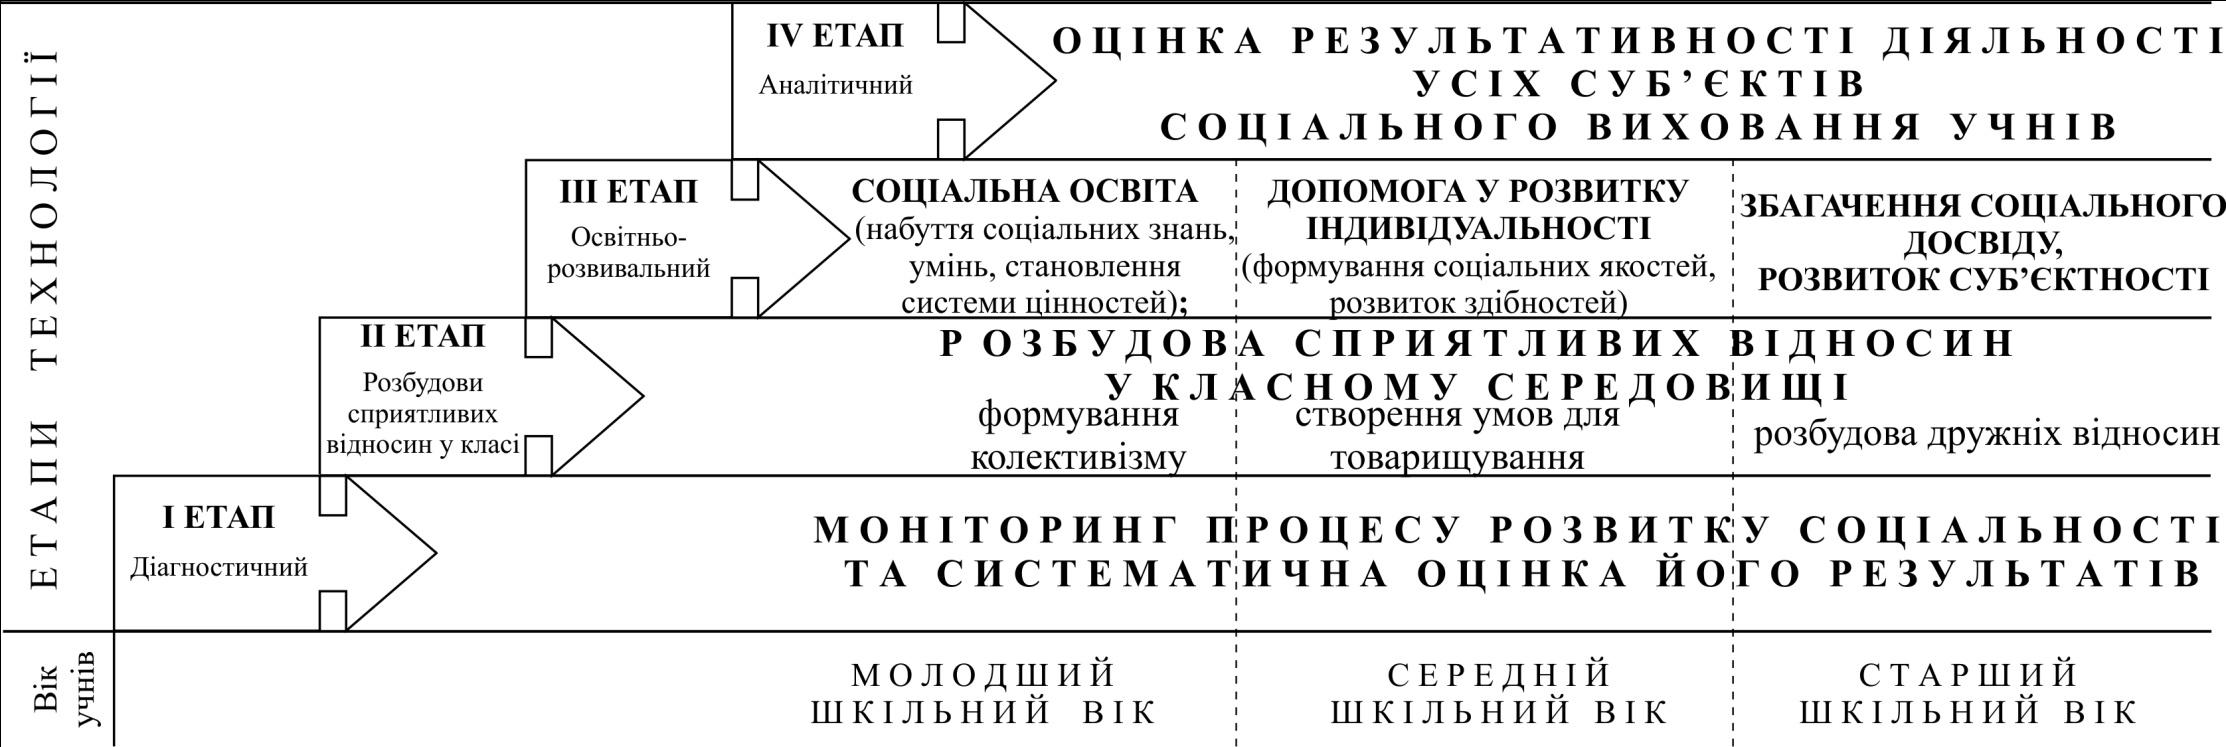 ЕТАПИ ТЕХНОЛОГІЇ
IV ЕТАП
Аналітичний
ОЦІНКА РЕЗУЛЬТАТИВНОСТІ ДІЯЛЬНОСТІ
УСІХ СУБ’ЄКТІВ
СОЦІАЛЬНОГО ВИХОВАННЯ УЧНІВ
III ЕТАП
Освітньо-
розвивальний
СОЦІАЛЬНА ОСВІТА
(набуття соціальних знань,
умінь, становлення
системи цінностей);
ДОПОМОГА У РОЗВИТКУ
ІНДИВІДУАЛЬНОСТІ
(формування соціальних якостей,
розвиток здібностей)
ЗБАГАЧЕННЯ СОЦІАЛЬНОГО
ДОСВІДУ,
РОЗВИТОК СУБ’ЄКТНОСТІ
II ЕТАП
Розбудови
сприятливих
відносин у класі
РОЗБУДОВА СПРИЯТЛИВИХ ВІДНОСИН
У КЛАСНОМУ СЕРЕДОВИЩІ
формування
колективізму
створення умов для
товарищування
розбудова дружніх відносин
I ЕТАП
Діагностичний
МОНІТОРИНГ ПРОЦЕСУ РОЗВИТКУ СОЦІАЛЬНОСТІ
ТА СИСТЕМАТИЧНА ОЦІНКА ЙОГО РЕЗУЛЬТАТІВ
Вік
учнів
МОЛОДШИЙ
ШКІЛЬНИЙ ВІК
СЕРЕДНІЙ
ШКІЛЬНИЙ ВІК
СТАРШИЙ
ШКІЛЬНИЙ ВІК